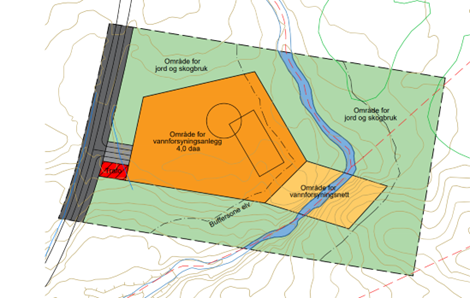 Område for
jord og skogbruk
Område for
jord og skogbruk
Område for
vannforsyningsanlegg
4,0 daa
Område for
vannforsyningsnett
Buffersone elv